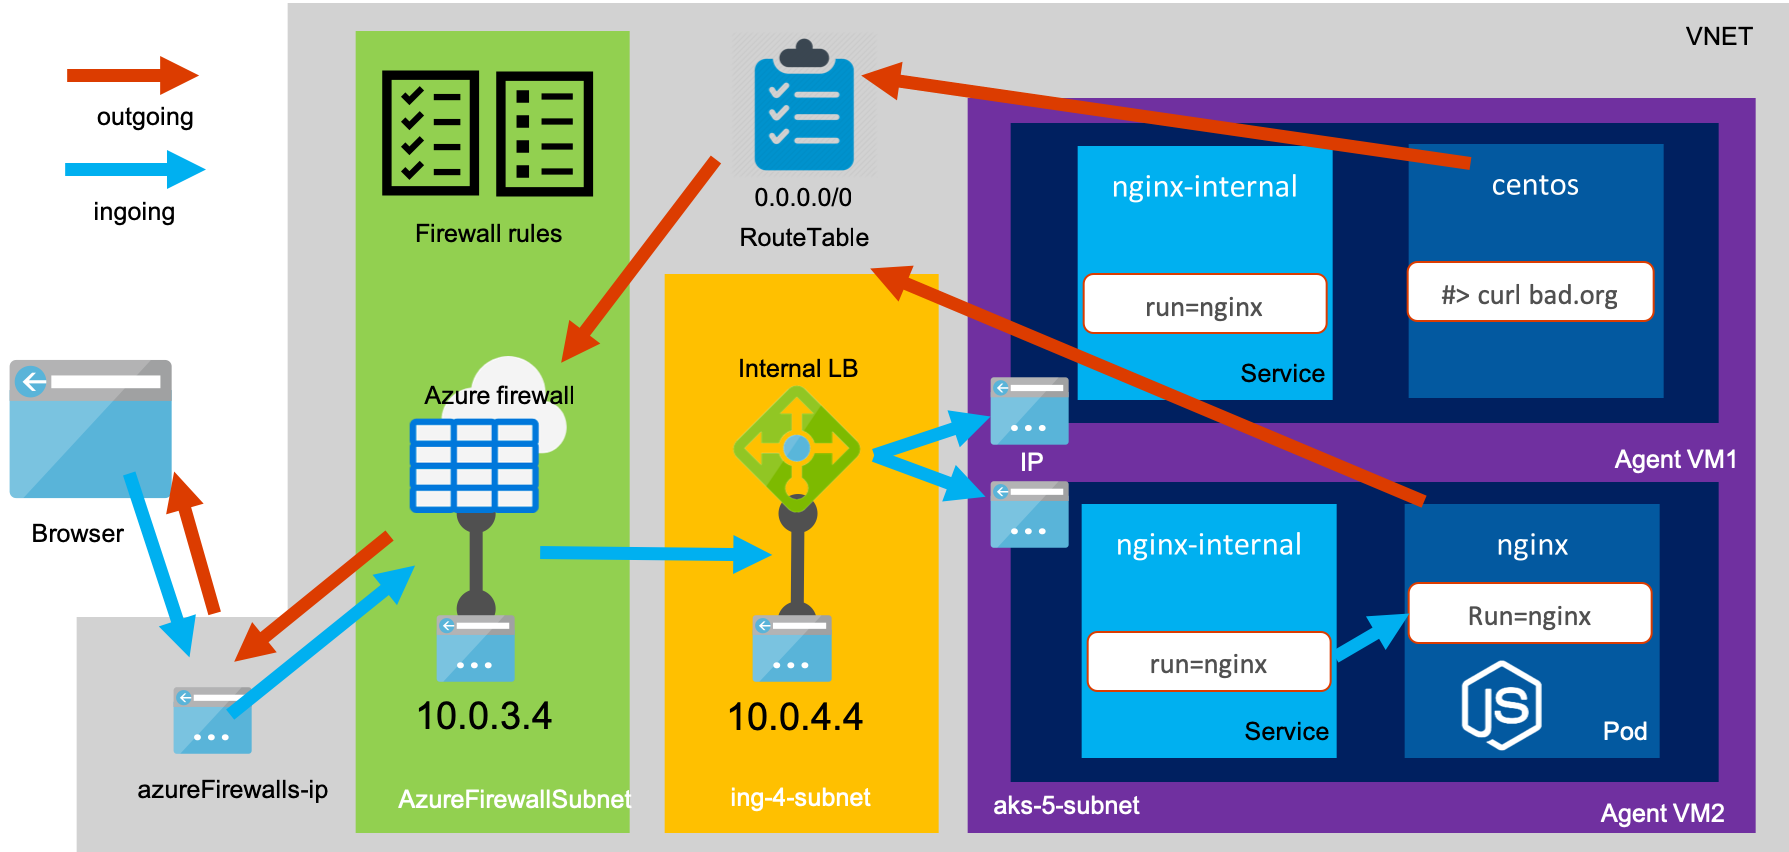 VNET
outgoing
ingoing
Firewall rules
0.0.0.0/0
RouteTable
nginx-internal
run=nginx
Service
centos
#> curl bad.org
Agent VM1
Browser
Azure firewall
Internal LB
IP
nginx-internal
run=nginx
Service
nginx
Run=nginx
JS
Pod
10.0.3.4
10.0.4.4
azureFirewalls-ip
AzureFirewallSubnet
ing-4-subnet
aks-5-subnet
Agent VM2